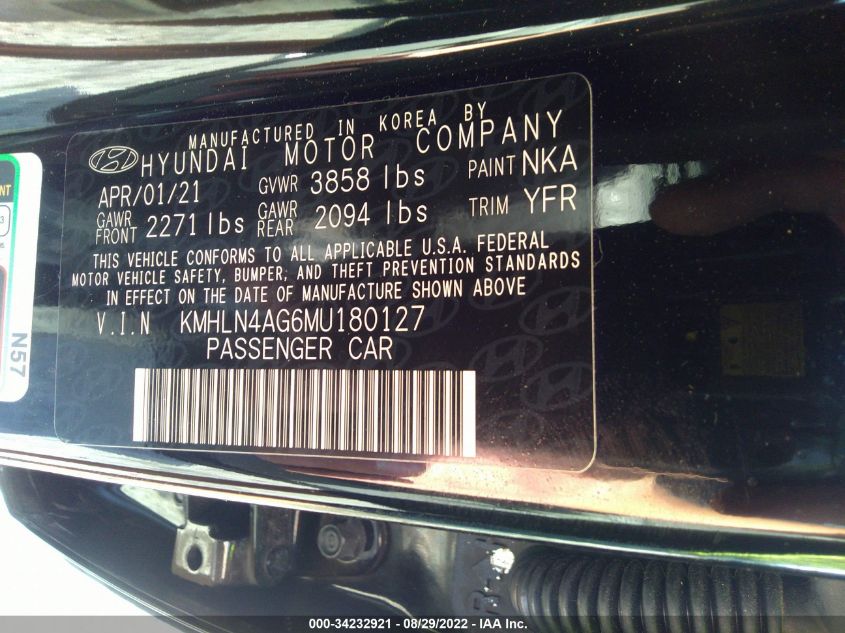 MANUFACTURED IN KOREA BY
HYUNDAI MOTOR COMPANY
APR/01/21 GVWR 3858 lbs PAINT NKA
GAWR FRONT 2271 lbs GAWR REAR 2094 lbs TRIM YFR
THIS VEHICLE CONFORMS TO ALL APPLICABLE U.S.A. FEDERAL
MOTOR VEHICLE SAFETY, BUMPER, AND THEFT PREVENTION STANDARDS
IN EFFECT ON THE DATE OF MANUFACTURE SHOWN ABOVE
V.I.N KMHLN4AG6MU180127
PASSENGER CAR
N57
000-34232921 - 08/29/2022 - IAA Inc.